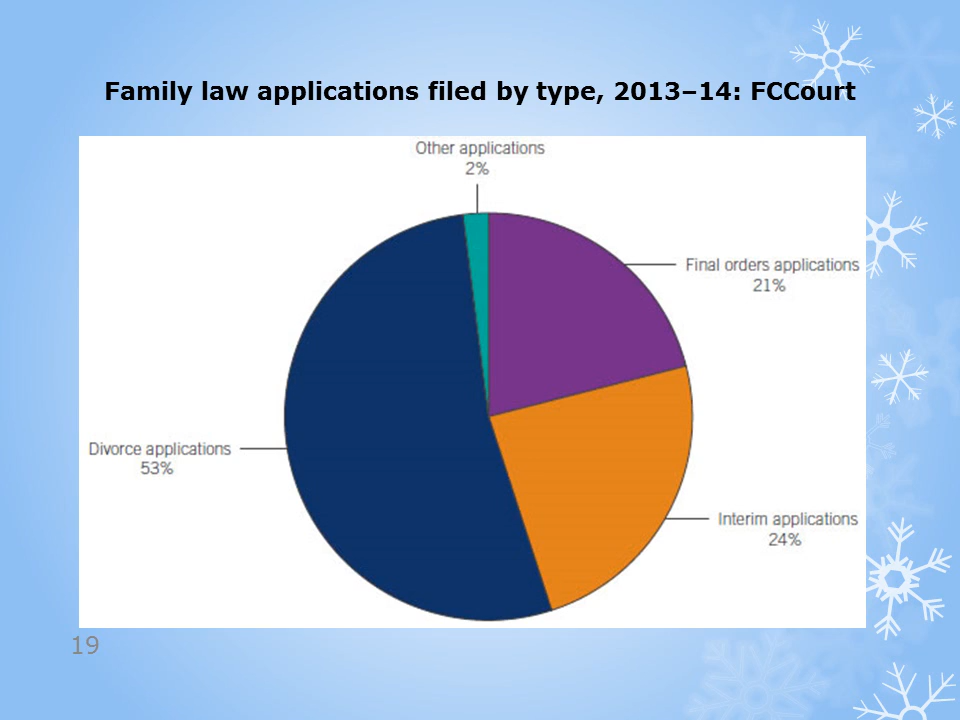 Family law applications filed by type, 2013–14: FCCourt
Other applications
2%
Final orders applications
21%
Divorce applications
53%
Interim applications
24%
19